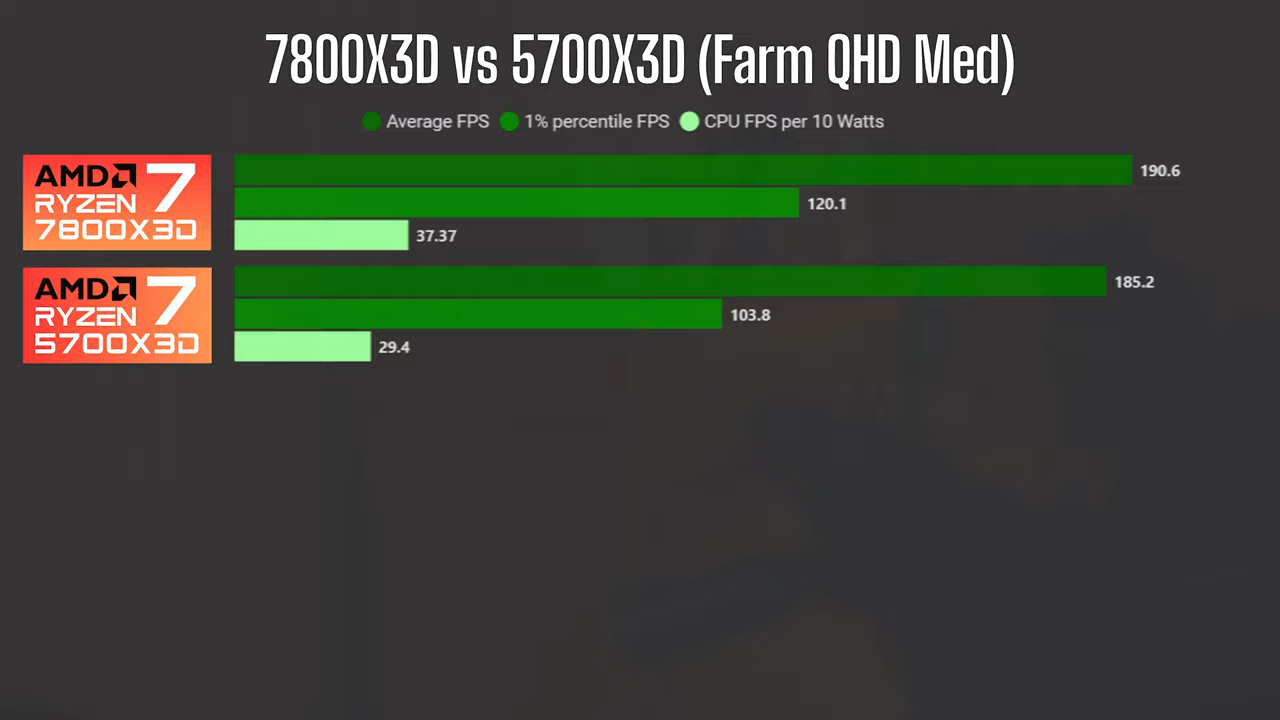 7800X3D vs 5700X3D (Farm QHD Med)
Average FPS 1% percentile FPS CPU FPS per 10 Watts
AMD 7
RYZEN
7800X3D
190.6
120.1
37.37
AMD 7
RYZEN
5700X3D
185.2
103.8
29.4